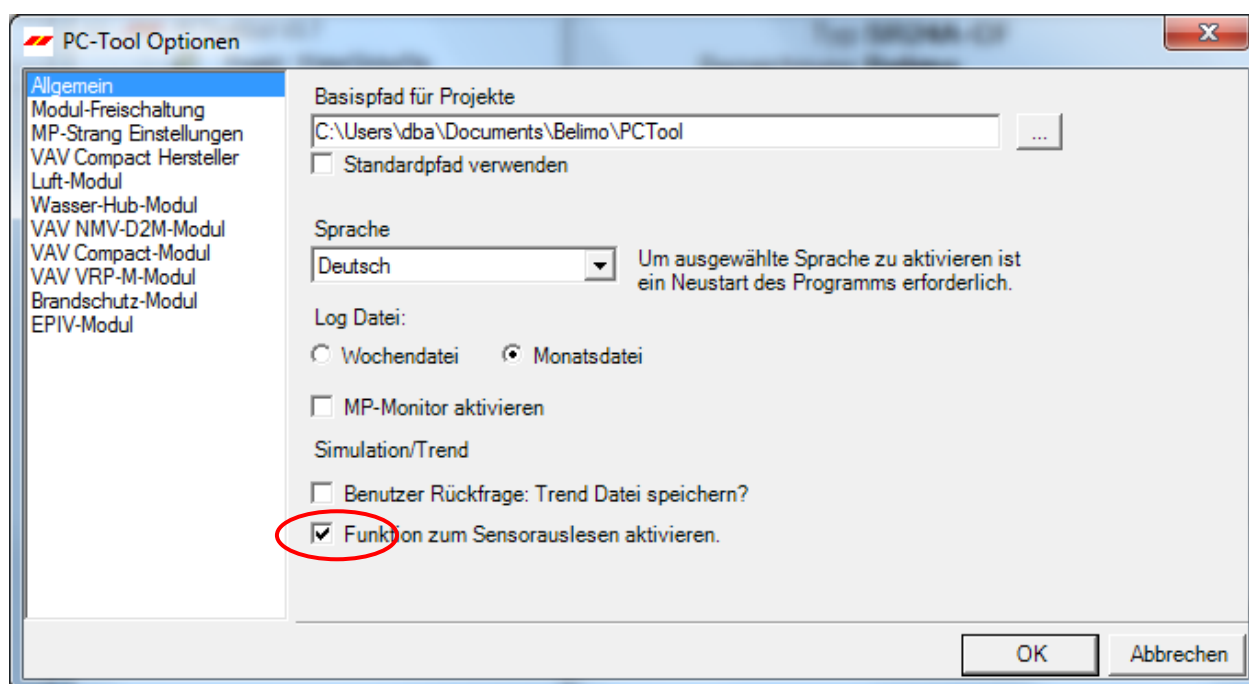 PC-Tool Optionen
Allgemein
Modul-Freischaltung
MP-Strang Einstellungen
VAV Compact Hersteller
Luft-Modul
Wasser-Hub-Modul
VAV NMV-D2M-Modul
VAV Compact-Modul
VAV VRP-M-Modul
Brandschutz-Modul
EPIV-Modul
Basispfad für Projekte
C:\Users\dba\Documents\Belimo\PCTool
...
Standardpfad verwenden
Sprache
Deutsch
Um ausgewählte Sprache zu aktivieren ist
ein Neustart des Programms erforderlich.
Log Datei:
Wochendatei Monatsdatei
MP-Monitor aktivieren
Simulation/Trend
Benutzer Rückfrage: Trend Datei speichern?
Funktion zum Sensorauslesen aktivieren.
OK Abbrechen